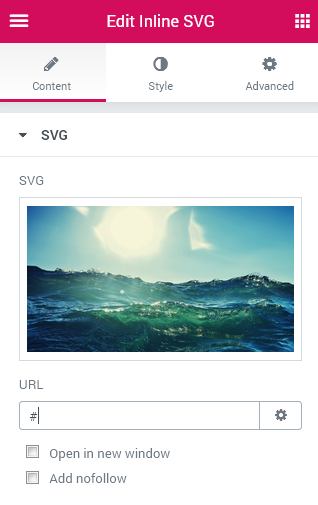 Edit Inline SVG
Content Style Advanced
SVG
SVG
URL
#
Open in new window
Add nofollow